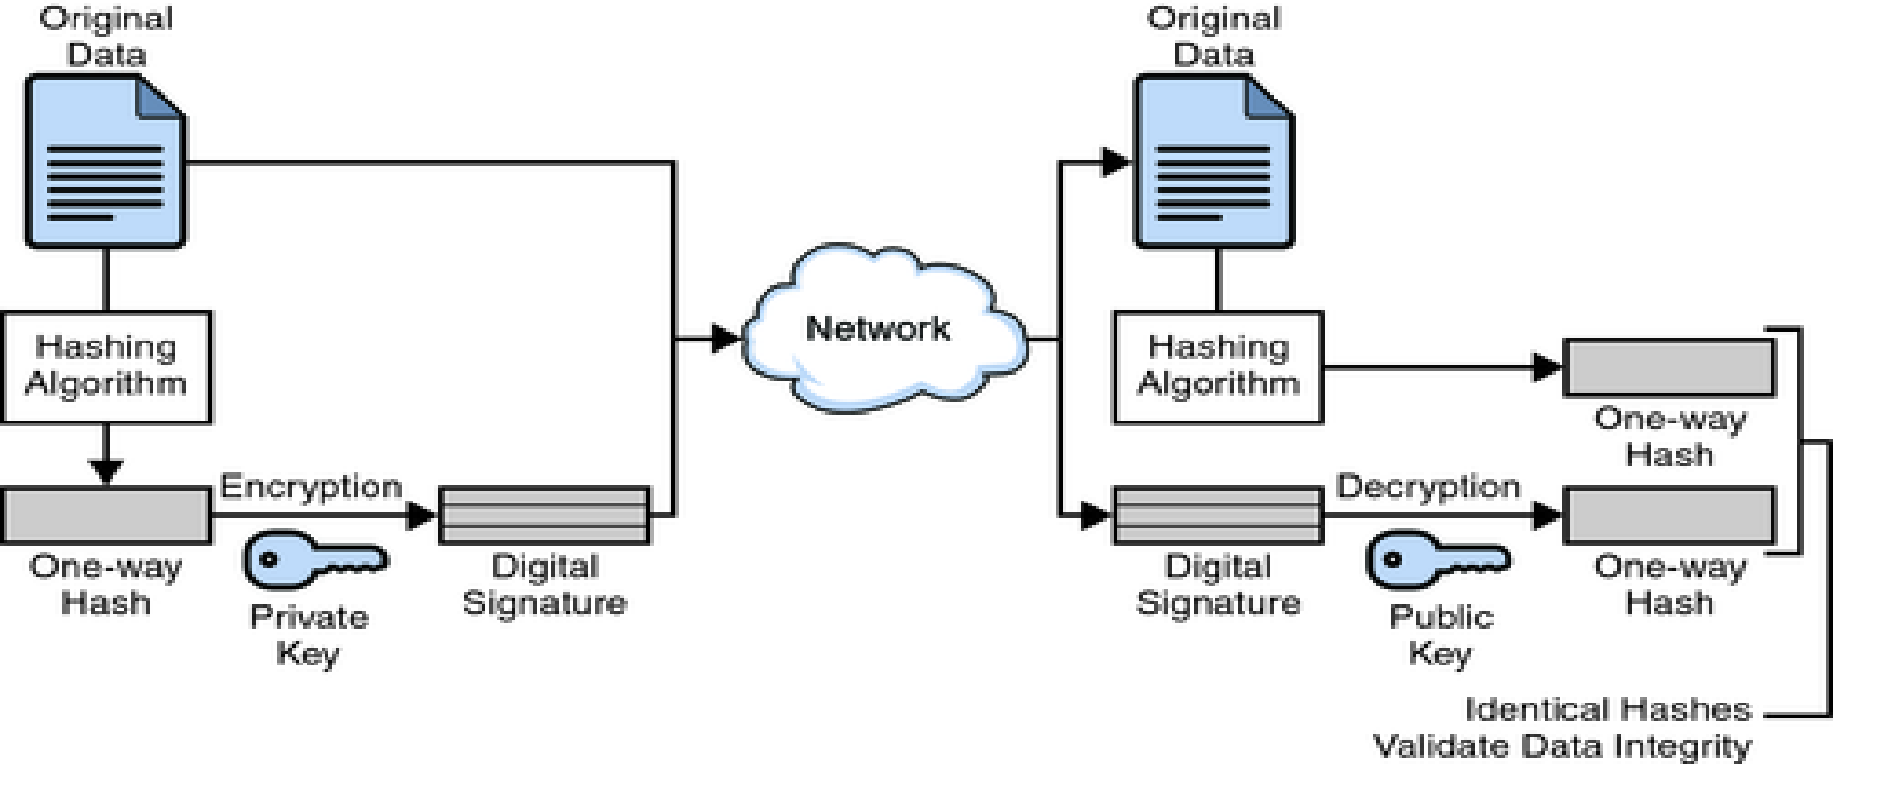 Original
Data
Hashing
Algorithm
One-way
Hash
Encryption
Private
Key
Digital
Signature
Network
Original
Data
Hashing
Algorithm
One-way
Hash
Digital
Signature
Decryption
Public
Key
One-way
Hash
Identical Hashes
Validate Data Integrity